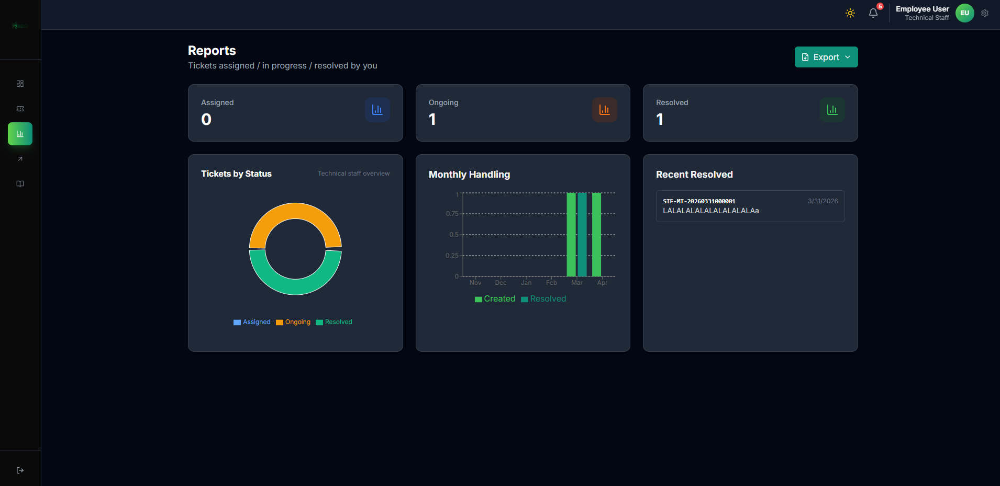 5
Employee User
Technical Staff
EU
Reports
Tickets assigned / in progress / resolved by you
Export
Assigned
0
Ongoing
1
Resolved
1
Tickets by Status
Technical staff overview
Assigned
Ongoing
Resolved
Monthly Handling
1
0.75
0.5
0.25
0
Nov Dec Jan Feb Mar Apr
Created Resolved
Recent Resolved
STF-MT-20260331000001
3/31/2026
LALALALALALALALALALAa